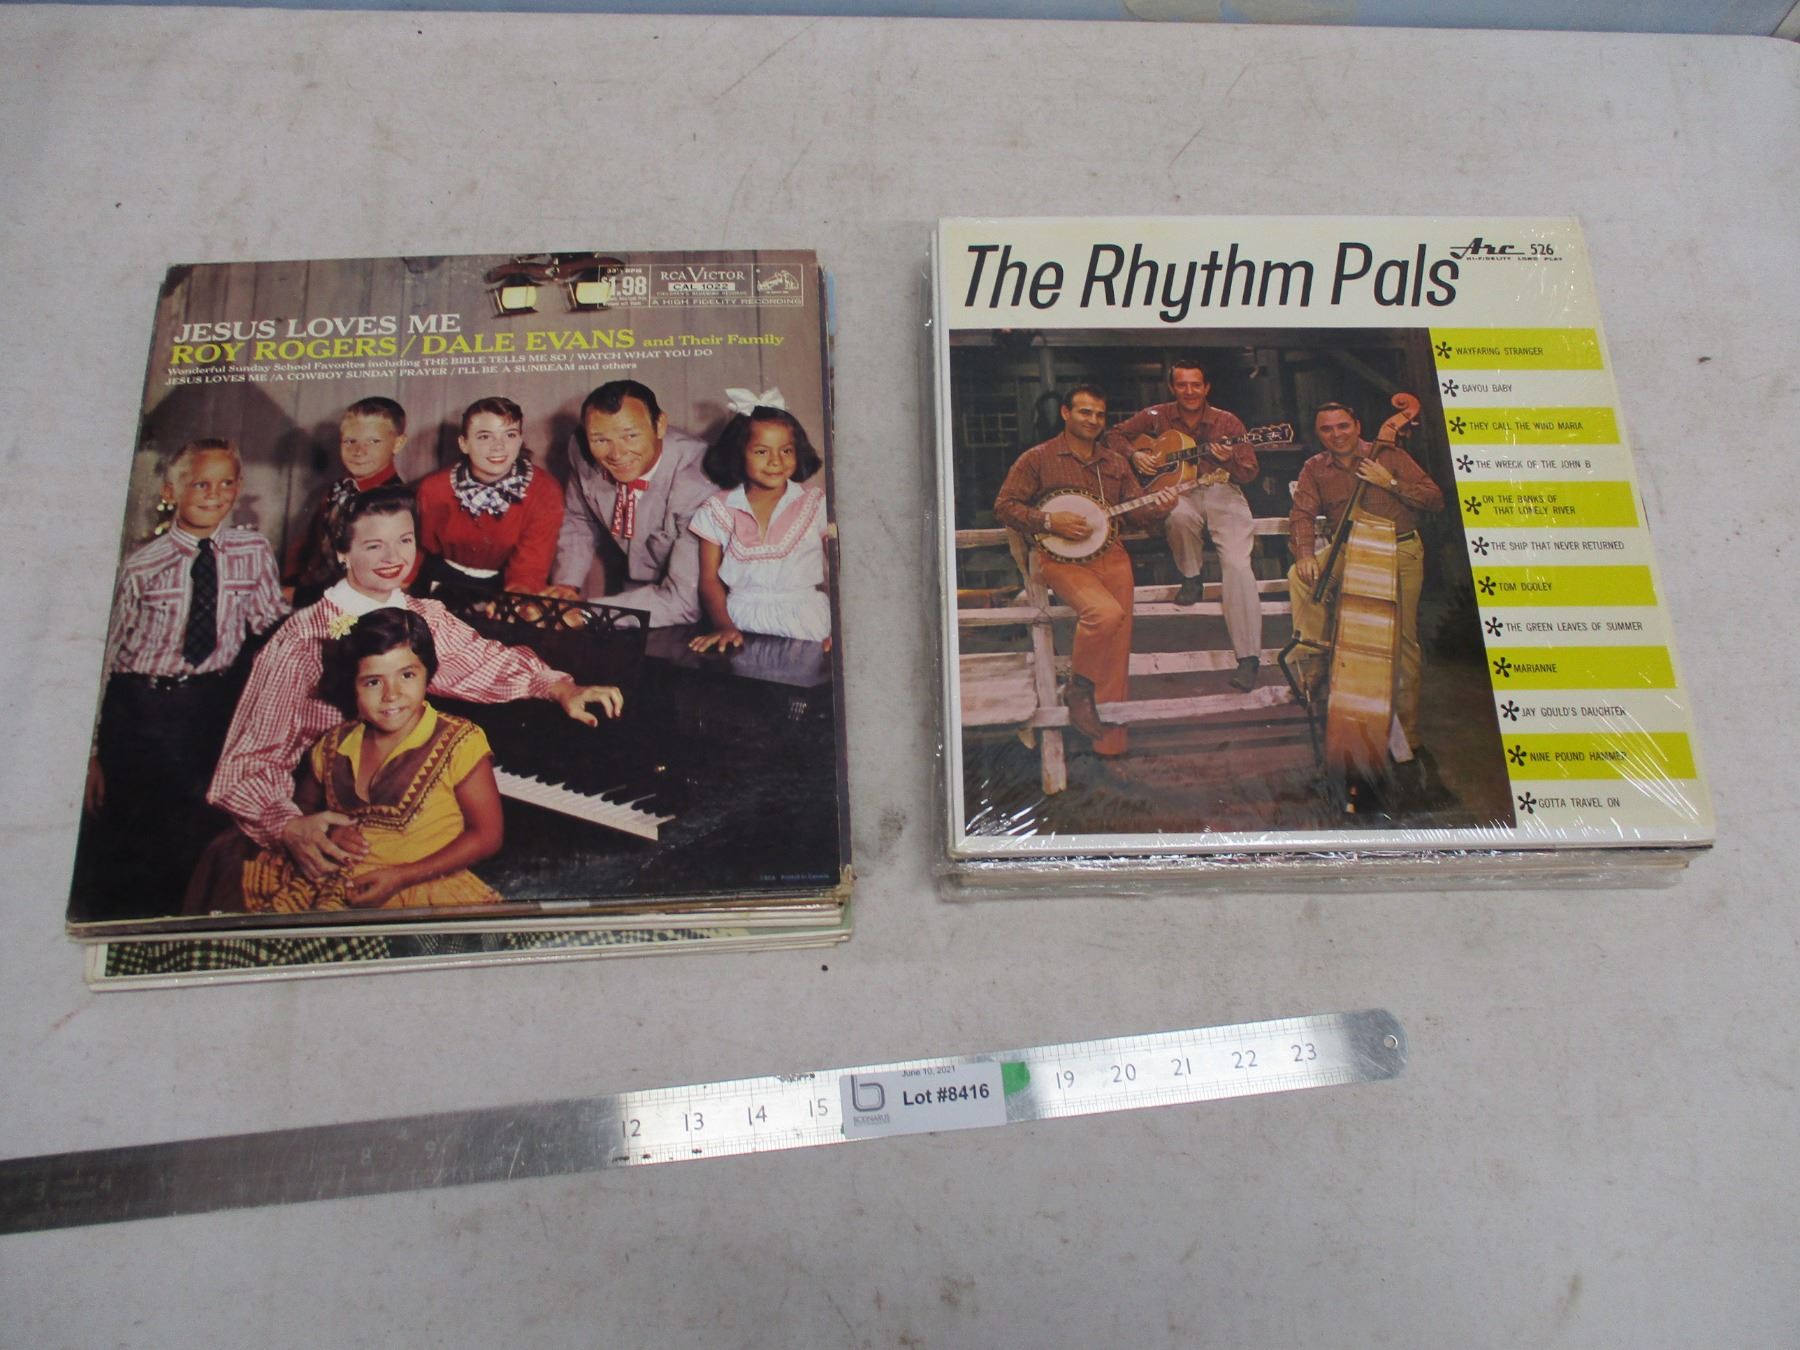 33⅓ RPM
$1.98
RCA VICTOR
CAL 1022
A HIGH FIDELITY RECORDING
JESUS LOVES ME
ROY ROGERS / DALE EVANS and Their Family
Wonderful Sunday School Favorites including THE BIBLE TELLS ME SO / WATCH WHAT YOU DO
JESUS LOVES ME / A COWBOY SUNDAY PRAYER / I'LL BE A SUNBEAM and others
The Rhythm Pals
Arc 526
HI-FIDELITY LONG PLAY
WAYFARING STRANGER
BAYOU BABY
THEY CALL THE WIND MARIA
THE WRECK OF THE JOHN B
ON THE BANKS OF
THAT LONELY RIVER
THE SHIP THAT NEVER RETURNED
TOM DOOLEY
THE GREEN LEAVES OF SUMMER
MARIANNE
JAY GOULD'S DAUGHTER
NINE POUND HAMMER
GOTTA TRAVEL ON
3 4 8 9 12 13 14 15 19 20 21 22 23
June 10, 2021
Lot #8416
BODNARUS